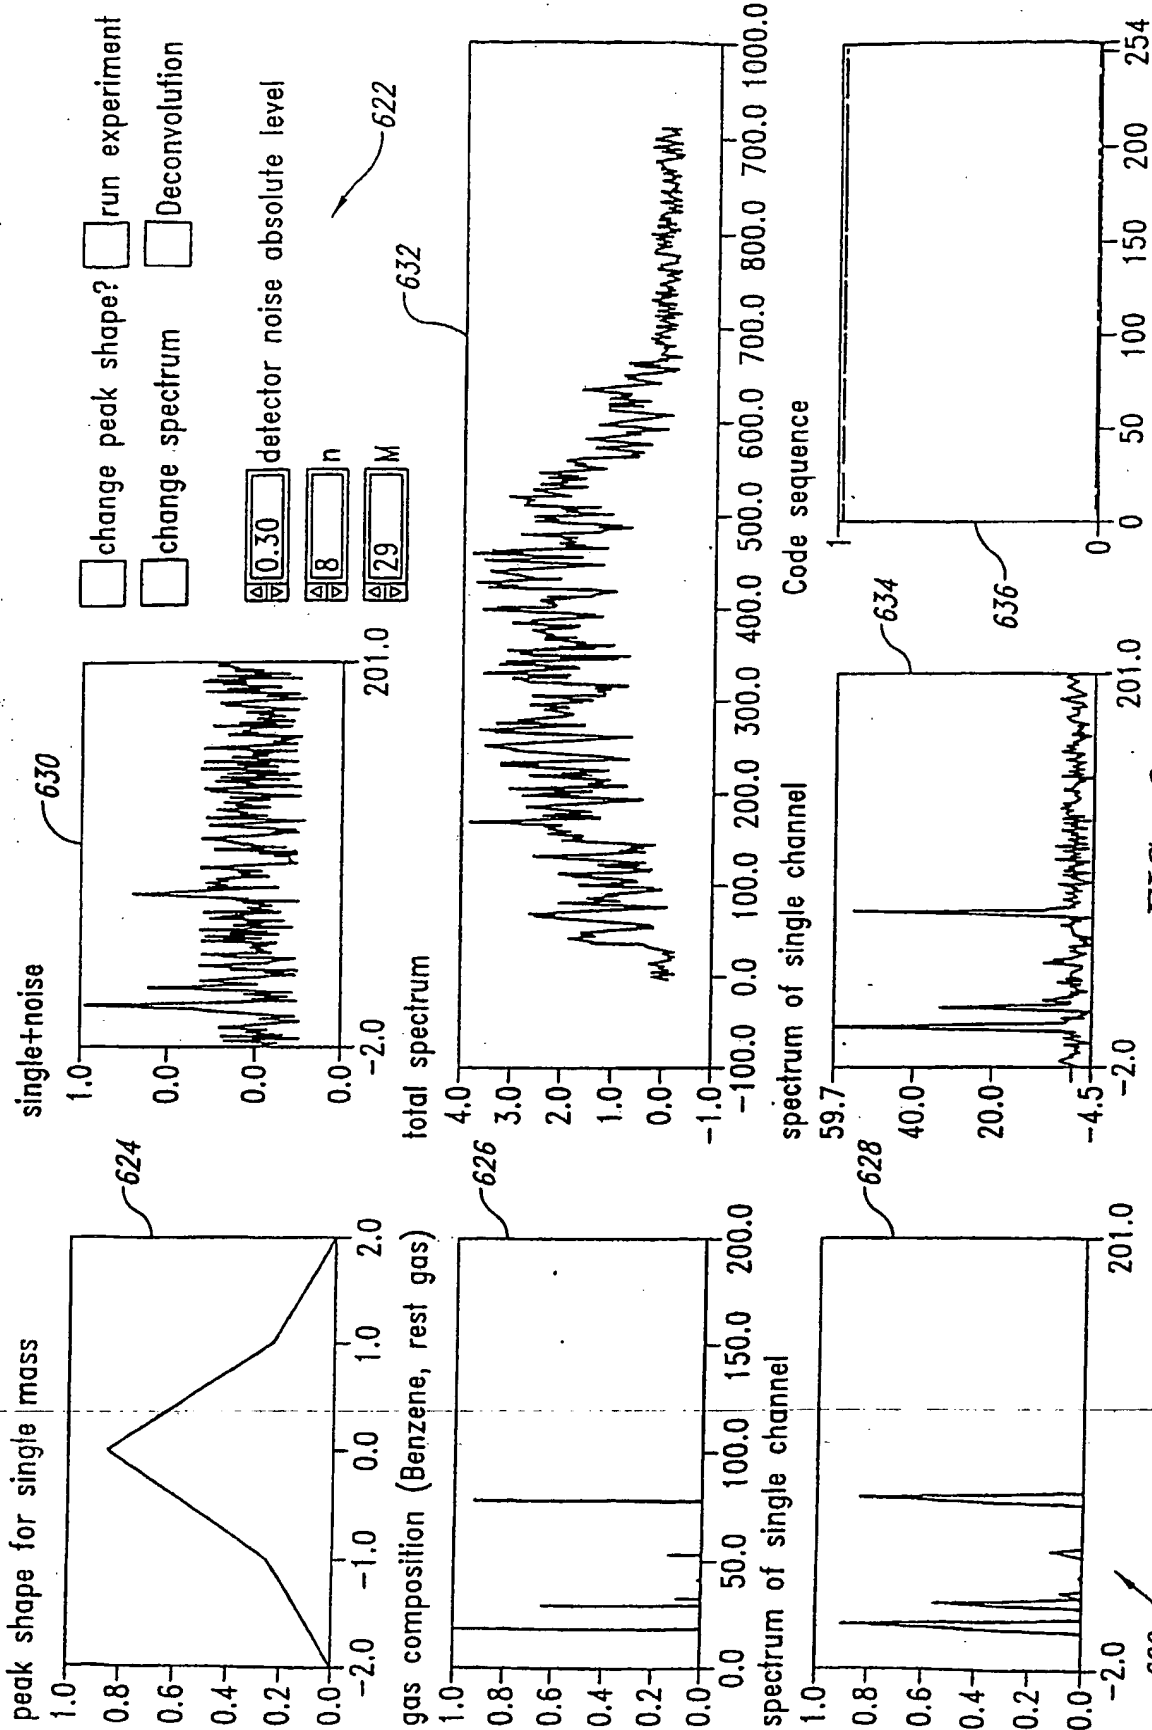 peak shape for single mass
1.0
0.8
0.6
0.4
0.2
0.0
-2.0 -1.0 0.0 1.0 2.0
624
single+noise
630
1.0
0.0
0.0
0.0
-2.0 201.0
change peak shape? run experiment
change spectrum Deconvolution
0.30 detector noise absolute level
8 n
29 M
622
gas composition (Benzene, rest gas)
626
1.0
0.8
0.6
0.4
0.2
0.0
0.0 50.0 100.0 150.0 200.0
total spectrum
632
4.0
3.0
2.0
1.0
0.0
-1.0
-100.0 0.0 100.0 200.0 300.0 400.0 500.0 600.0 700.0 800.0 700.0 1000.0
spectrum of single channel
628
1.0
0.8
0.6
0.4
0.2
0.0
-2.0 201.0
spectrum of single channel
634
59.7
40.0
20.0
-4.5
-2.0 201.0
Code sequence
636
1
0
0 50 100 150 200 254